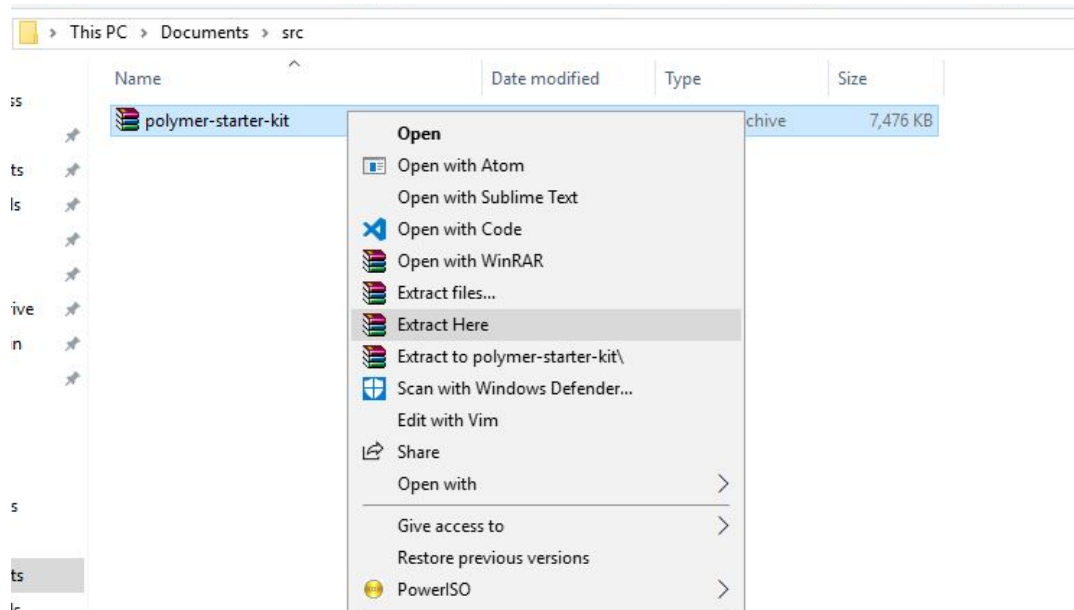 This PC > Documents > src
Name Date modified Type Size
ss
polymer-starter-kit chive 7,476 KB
Open
ts Open with Atom
ls Open with Sublime Text
Open with Code
Open with WinRAR
Extract files...
ive
Extract Here
in
Extract to polymer-starter-kit\
Scan with Windows Defender...
Edit with Vim
Share
Open with
s
Give access to
Restore previous versions
ts
PowerISO